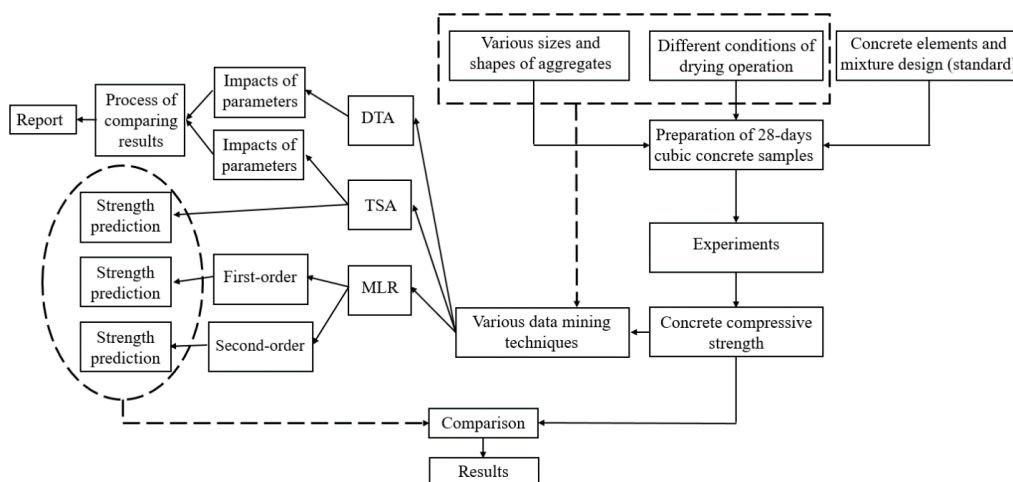 Various sizes and
shapes of aggregates
Different conditions of
drying operation
Concrete elements and
mixture design (standard)
Impacts of
parameters
Process of
comparing
results
Report
DTA
Impacts of
parameters
Preparation of 28-days
cubic concrete samples
Strength
prediction
TSA
Experiments
Strength
prediction
First-order
MLR
Various data mining
techniques
Concrete compressive
strength
Strength
prediction
Second-order
Comparison
Results